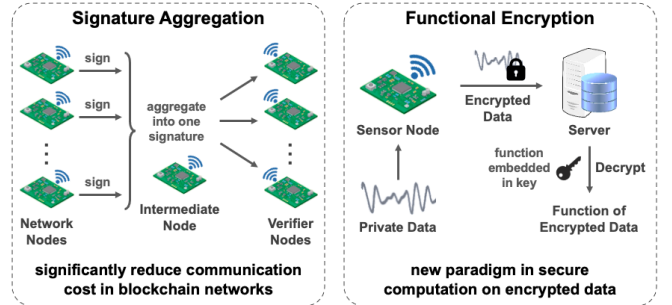 Signature Aggregation
sign
sign
sign
aggregate
into one
signature
Network
Nodes
Intermediate
Node
Verifier
Nodes
significantly reduce communication
cost in blockchain networks
Functional Encryption
Sensor Node
Encrypted
Data
Server
function
embedded
in key
Decrypt
Private Data
Function of
Encrypted Data
new paradigm in secure
computation on encrypted data